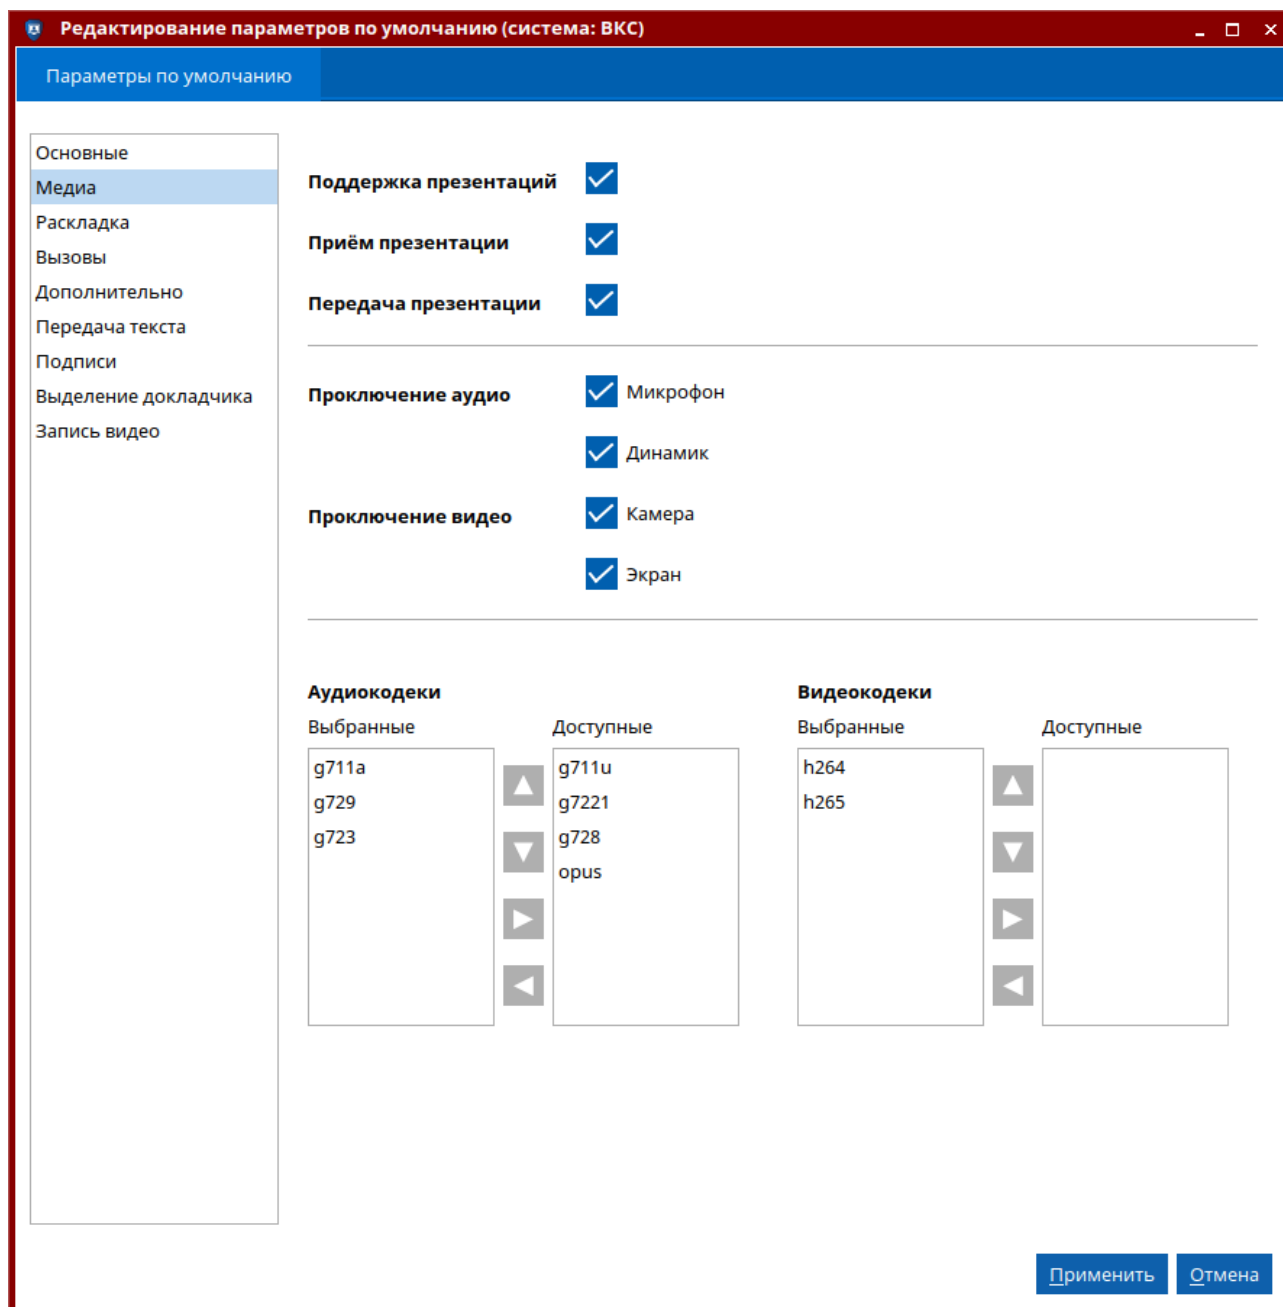 Редактирование параметров по умолчанию (система: ВКС)
Параметры по умолчанию
Основные
Медиа
Раскладка
Вызовы
Дополнительно
Передача текста
Подписи
Выделение докладчика
Запись видео
Поддержка презентаций
Приём презентации
Передача презентации
Проключение аудио
Микрофон
Динамик
Проключение видео
Камера
Экран
Аудиокодеки
Выбранные
Доступные
g711a
g729
g723
g711u
g7221
g728
opus
Видеокодеки
Выбранные
Доступные
h264
h265
Применить
Отмена